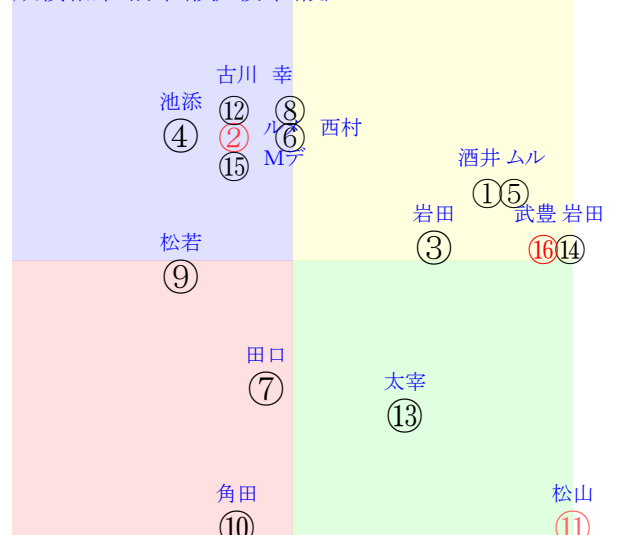 古川 幸
池添
⑫ ⑧
④ ② ⑥ 西村
⑮ Mデ
酒井 ムル
①⑤
岩田 武豊 岩田
③ ⑯⑭
松若
⑨
田口
⑦
太宰
⑬
角田
⑩
松山
⑪